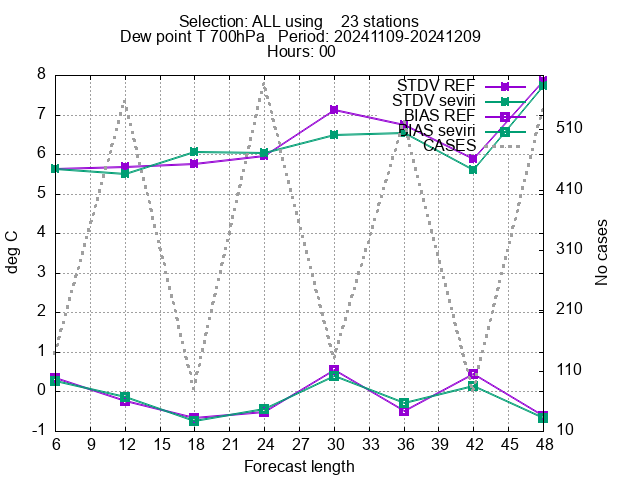 Selection: ALL using    23 stations
Dew point T 700hPa   Period: 20241109-20241209
Hours: 00
STDV REF
STDV seviri
BIAS REF
BIAS seviri
CASES
deg C
No cases
8
7
6
5
4
3
2
1
0
-1
510
410
310
210
110
10
6 9 12 15 18 21 24 27 30 33 36 39 42 45 48
Forecast length